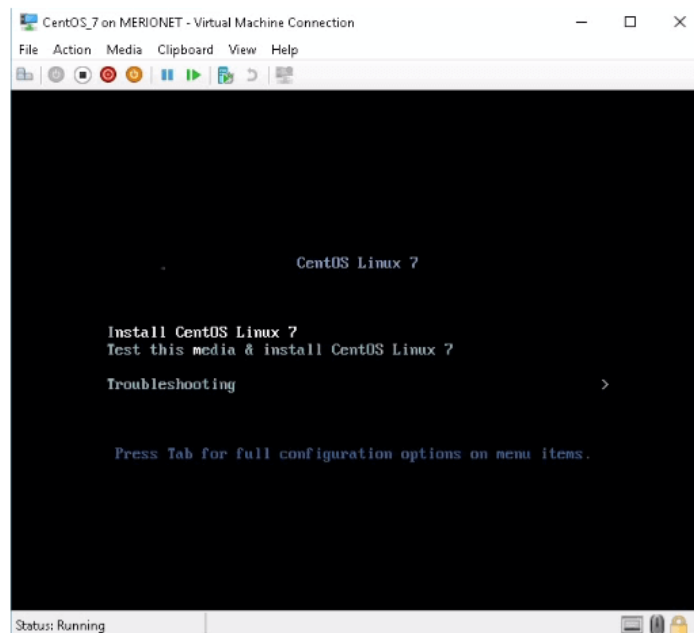 CentOS_7 on MERIONET - Virtual Machine Connection
File Action Media Clipboard View Help
CentOS Linux 7
Install CentOS Linux 7
Test this media & install CentOS Linux 7
Troubleshooting >
Press Tab for full configuration options on menu items.
Status: Running